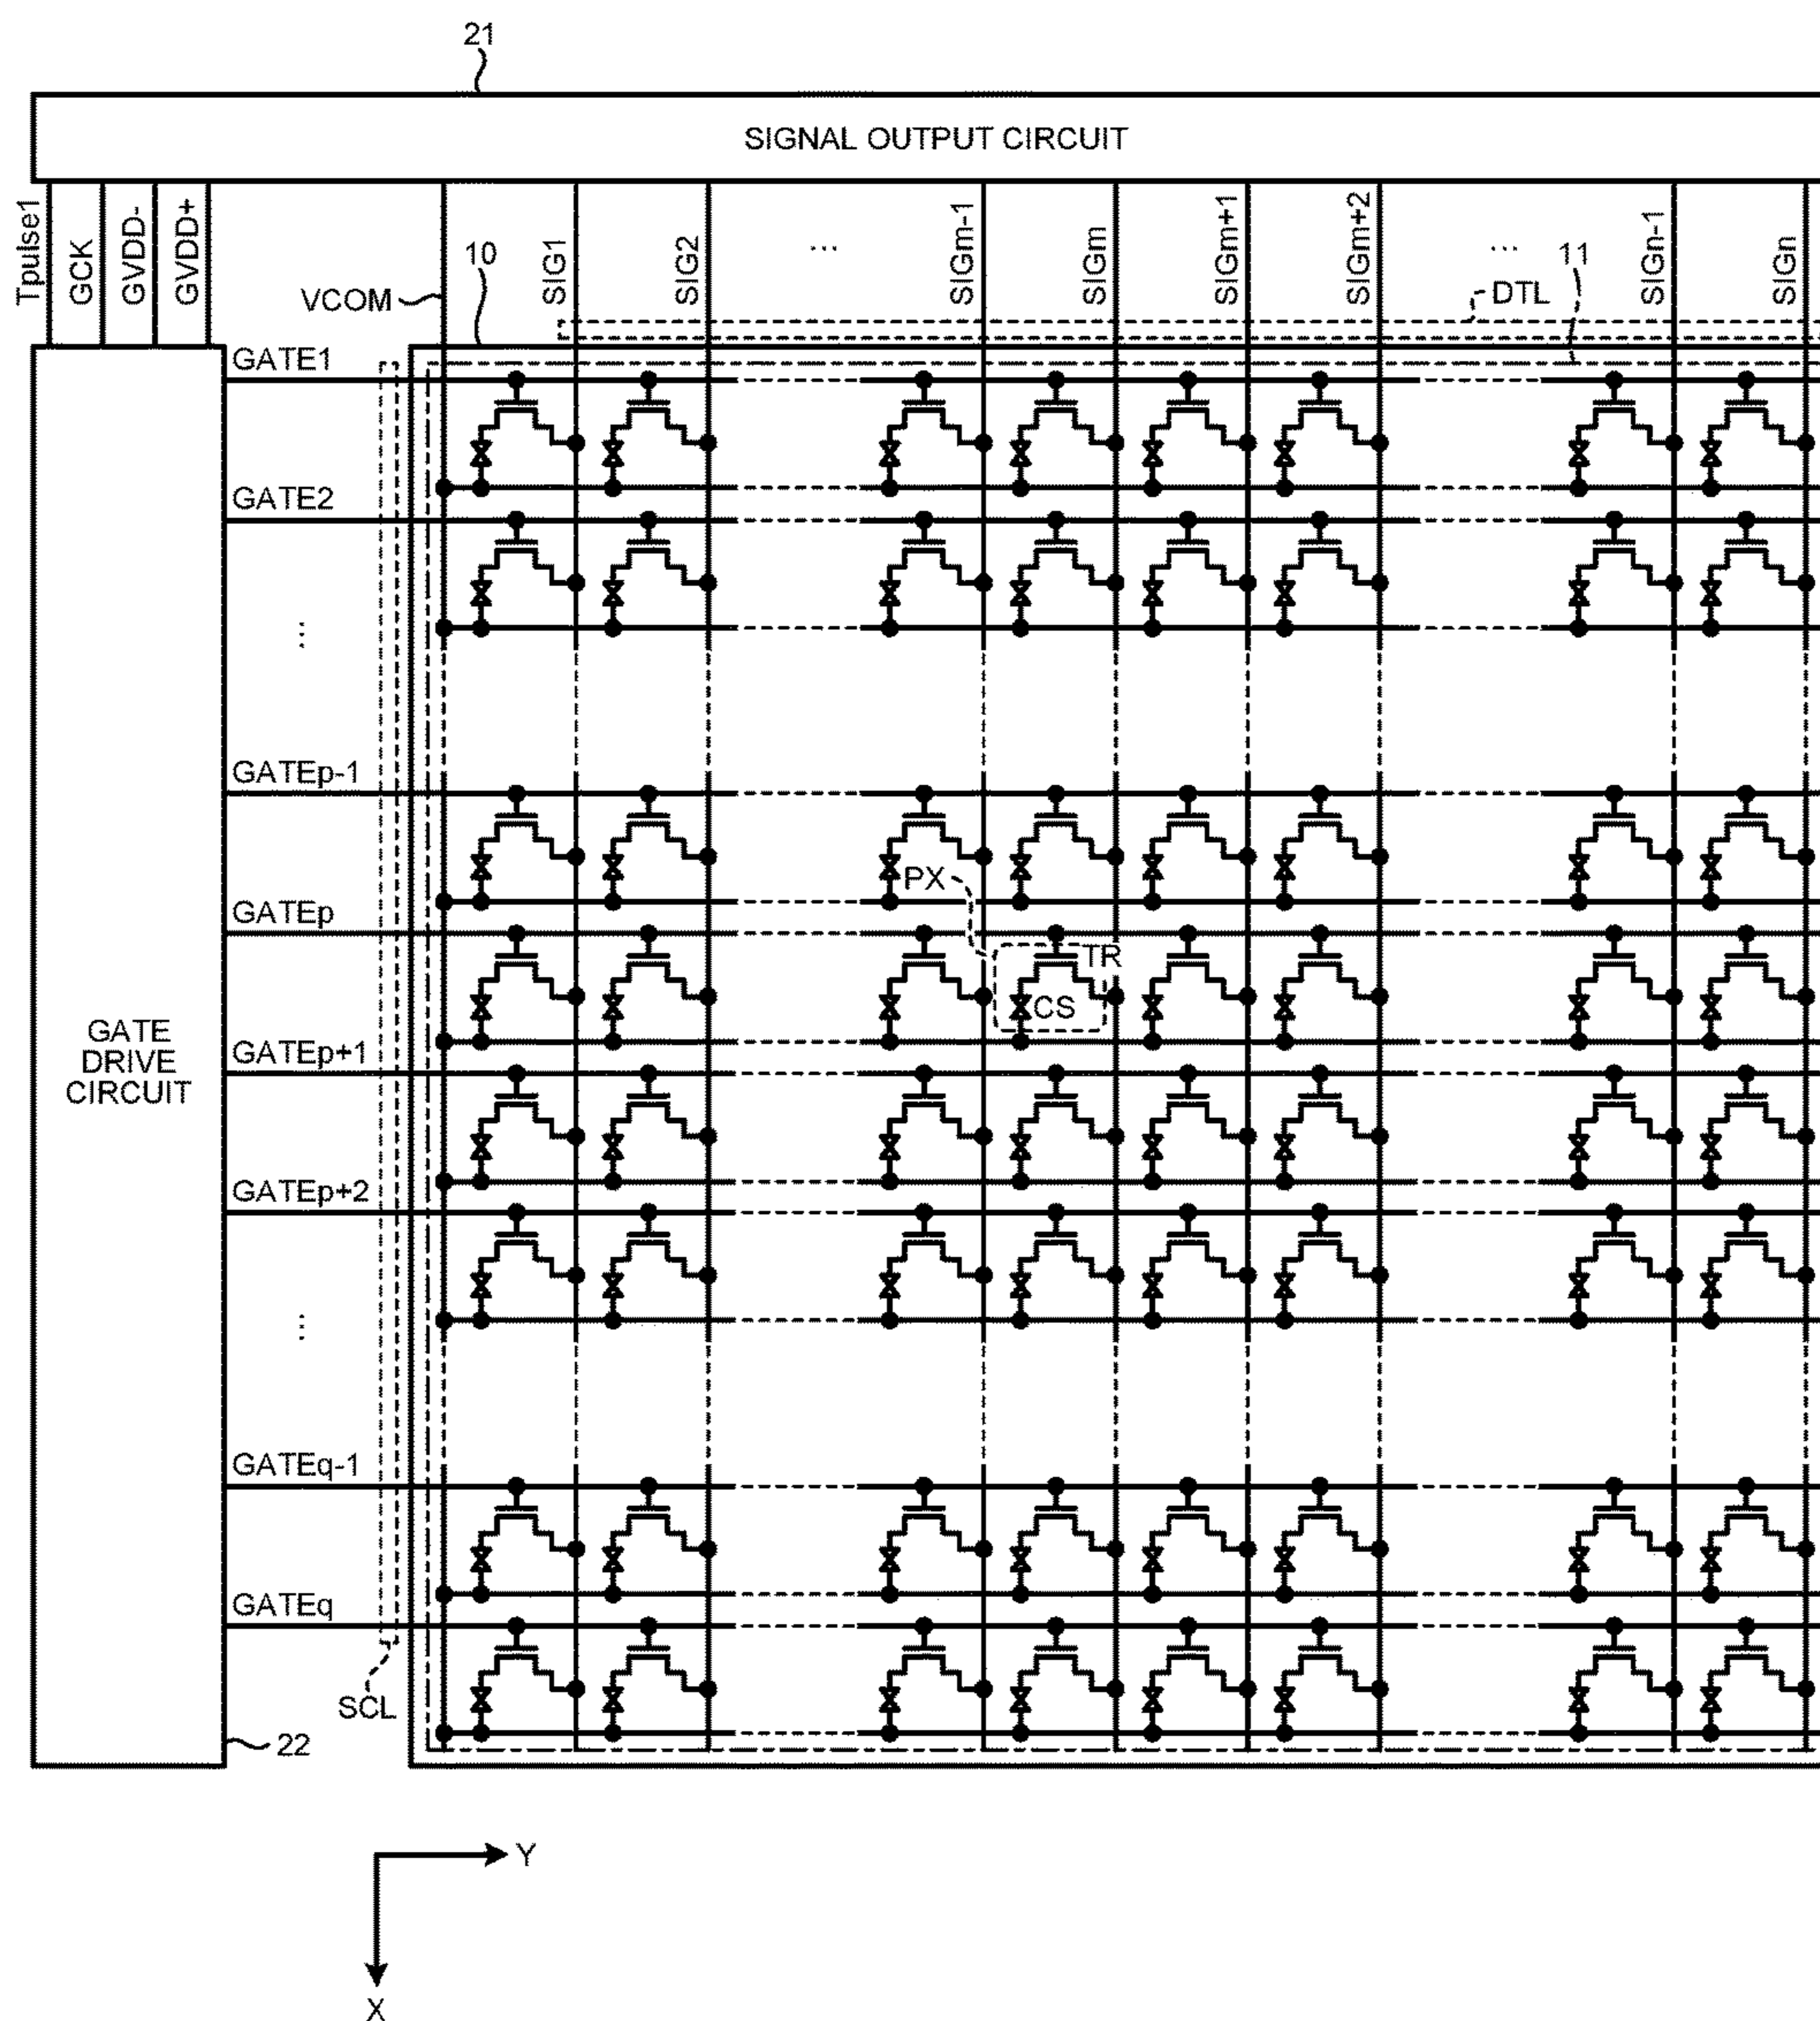 21
SIGNAL OUTPUT CIRCUIT
Tpulse1
GCK
GVDD-
GVDD+
VCOM
10
SIG1
SIG2
...
SIGm-1
SIGm
SIGm+1
SIGm+2
...
11
SIGn-1
SIGn
DTL
GATE1
GATE2
...
GATEp-1
PX
GATEp
TR
CS
GATE
DRIVE
CIRCUIT
GATEp+1
GATEp+2
...
GATEq-1
GATEq
SCL
22
Y
X